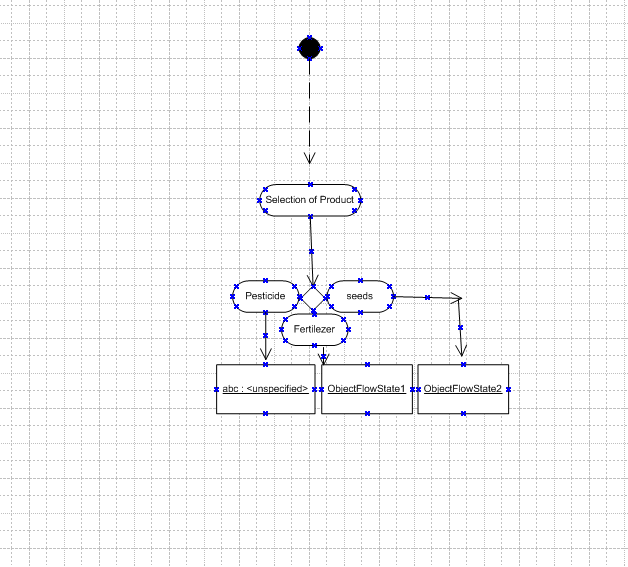 Selection of Product
Pesticide
seeds
Fertilezer
abc : <unspecified>
ObjectFlowState1
ObjectFlowState2